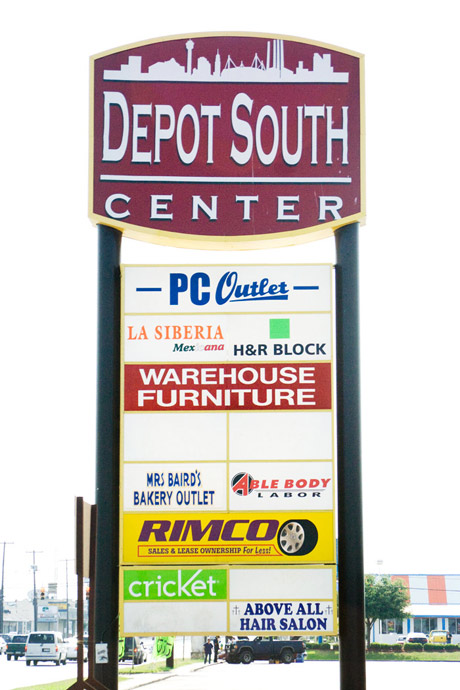 DEPOT SOUTH
CENTER
PC Outlet
LA SIBERIA
Mexicana
H&R BLOCK
WAREHOUSE
FURNITURE
MRS BAIRD'S
BAKERY OUTLET
ABLE BODY
LABOR
RIMCO
SALES & LEASE OWNERSHIP For Less!
cricket
ABOVE ALL
HAIR SALON